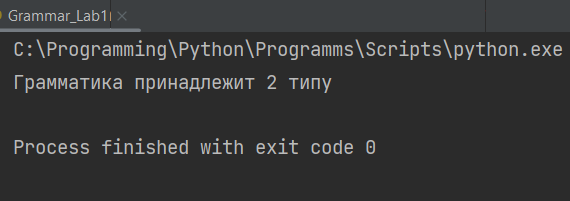 Grammar_Lab1
C:\Programming\Python\Programms\Scripts\python.exe
Грамматика принадлежит 2 типу
Process finished with exit code 0